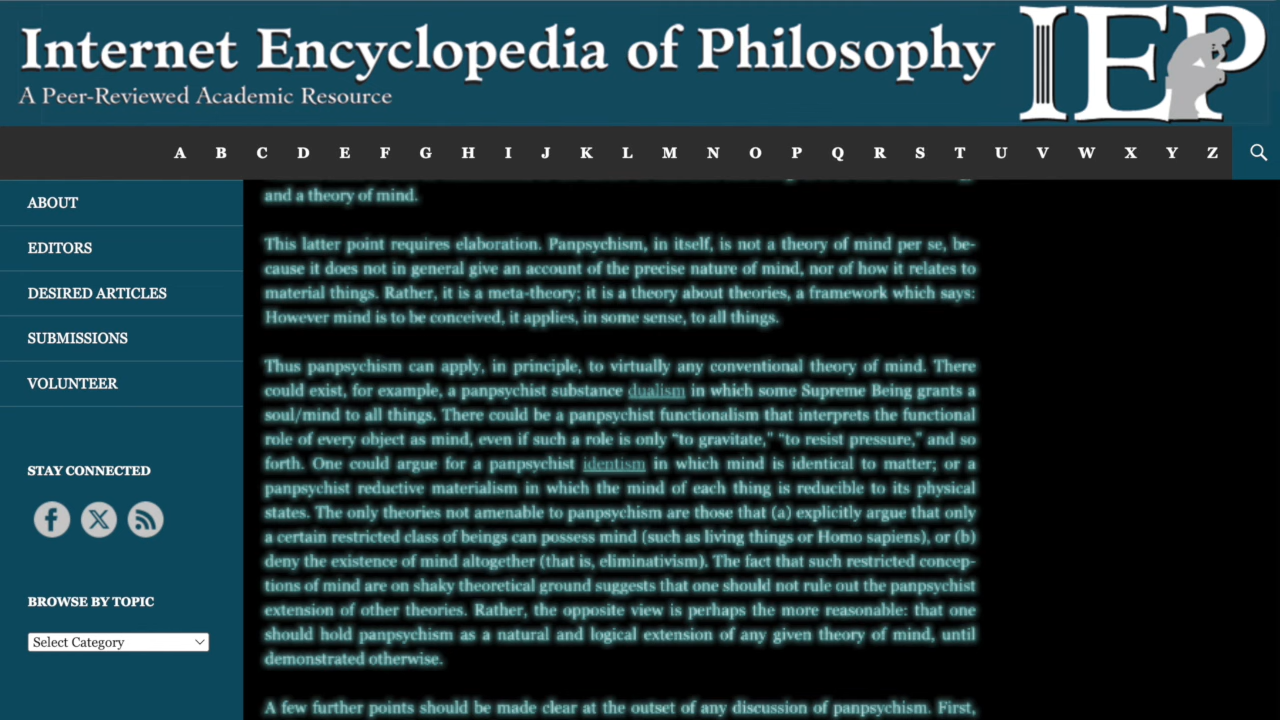 Internet Encyclopedia of Philosophy
IEP
A Peer-Reviewed Academic Resource
A B C D E F G H I J K L M N O P Q R S T U V W X Y Z
ABOUT
EDITORS
DESIRED ARTICLES
SUBMISSIONS
VOLUNTEER
STAY CONNECTED
BROWSE BY TOPIC
Select Category
and a theory of mind.
This latter point requires elaboration. Panpsychism, in itself, is not a theory of mind per se, be-
cause it does not in general give an account of the precise nature of mind, nor of how it relates to
material things. Rather, it is a meta-theory; it is a theory about theories, a framework which says:
However mind is to be conceived, it applies, in some sense, to all things.
Thus panpsychism can apply, in principle, to virtually any conventional theory of mind. There
could exist, for example, a panpsychist substance dualism in which some Supreme Being grants a
soul/mind to all things. There could be a panpsychist functionalism that interprets the functional
role of every object as mind, even if such a role is only “to gravitate,” “to resist pressure,” and so
forth. One could argue for a panpsychist identism in which mind is identical to matter; or a
panpsychist reductive materialism in which the mind of each thing is reducible to its physical
states. The only theories not amenable to panpsychism are those that (a) explicitly argue that only
a certain restricted class of beings can possess mind (such as living things or Homo sapiens), or (b)
deny the existence of mind altogether (that is, eliminativism). The fact that such restricted concep-
tions of mind are on shaky theoretical ground suggests that one should not rule out the panpsychist
extension of other theories. Rather, the opposite view is perhaps the more reasonable: that one
should hold panpsychism as a natural and logical extension of any given theory of mind, until
demonstrated otherwise.
A few further points should be made clear at the outset of any discussion of panpsychism. First,